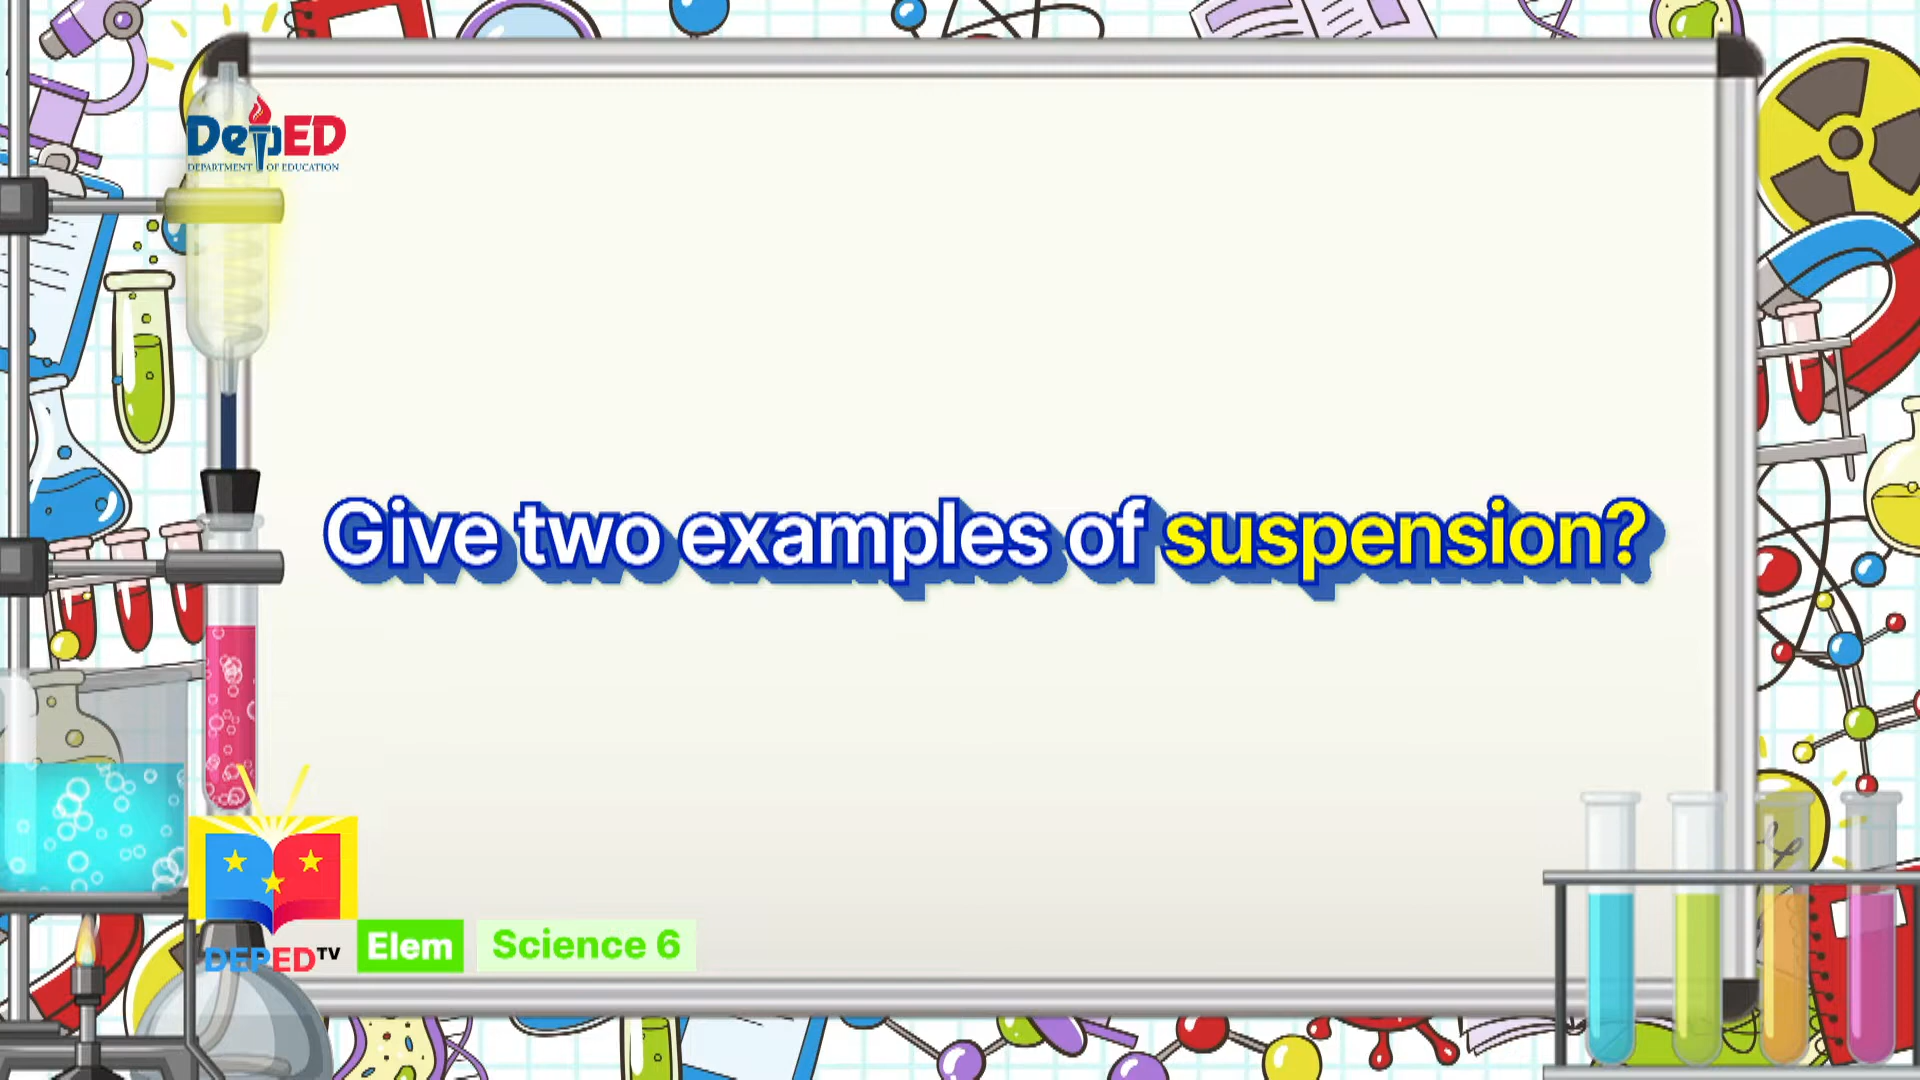 DepED
DEPARTMENT OF EDUCATION
Give two examples of suspension?
DEPED TV
Elem
Science 6